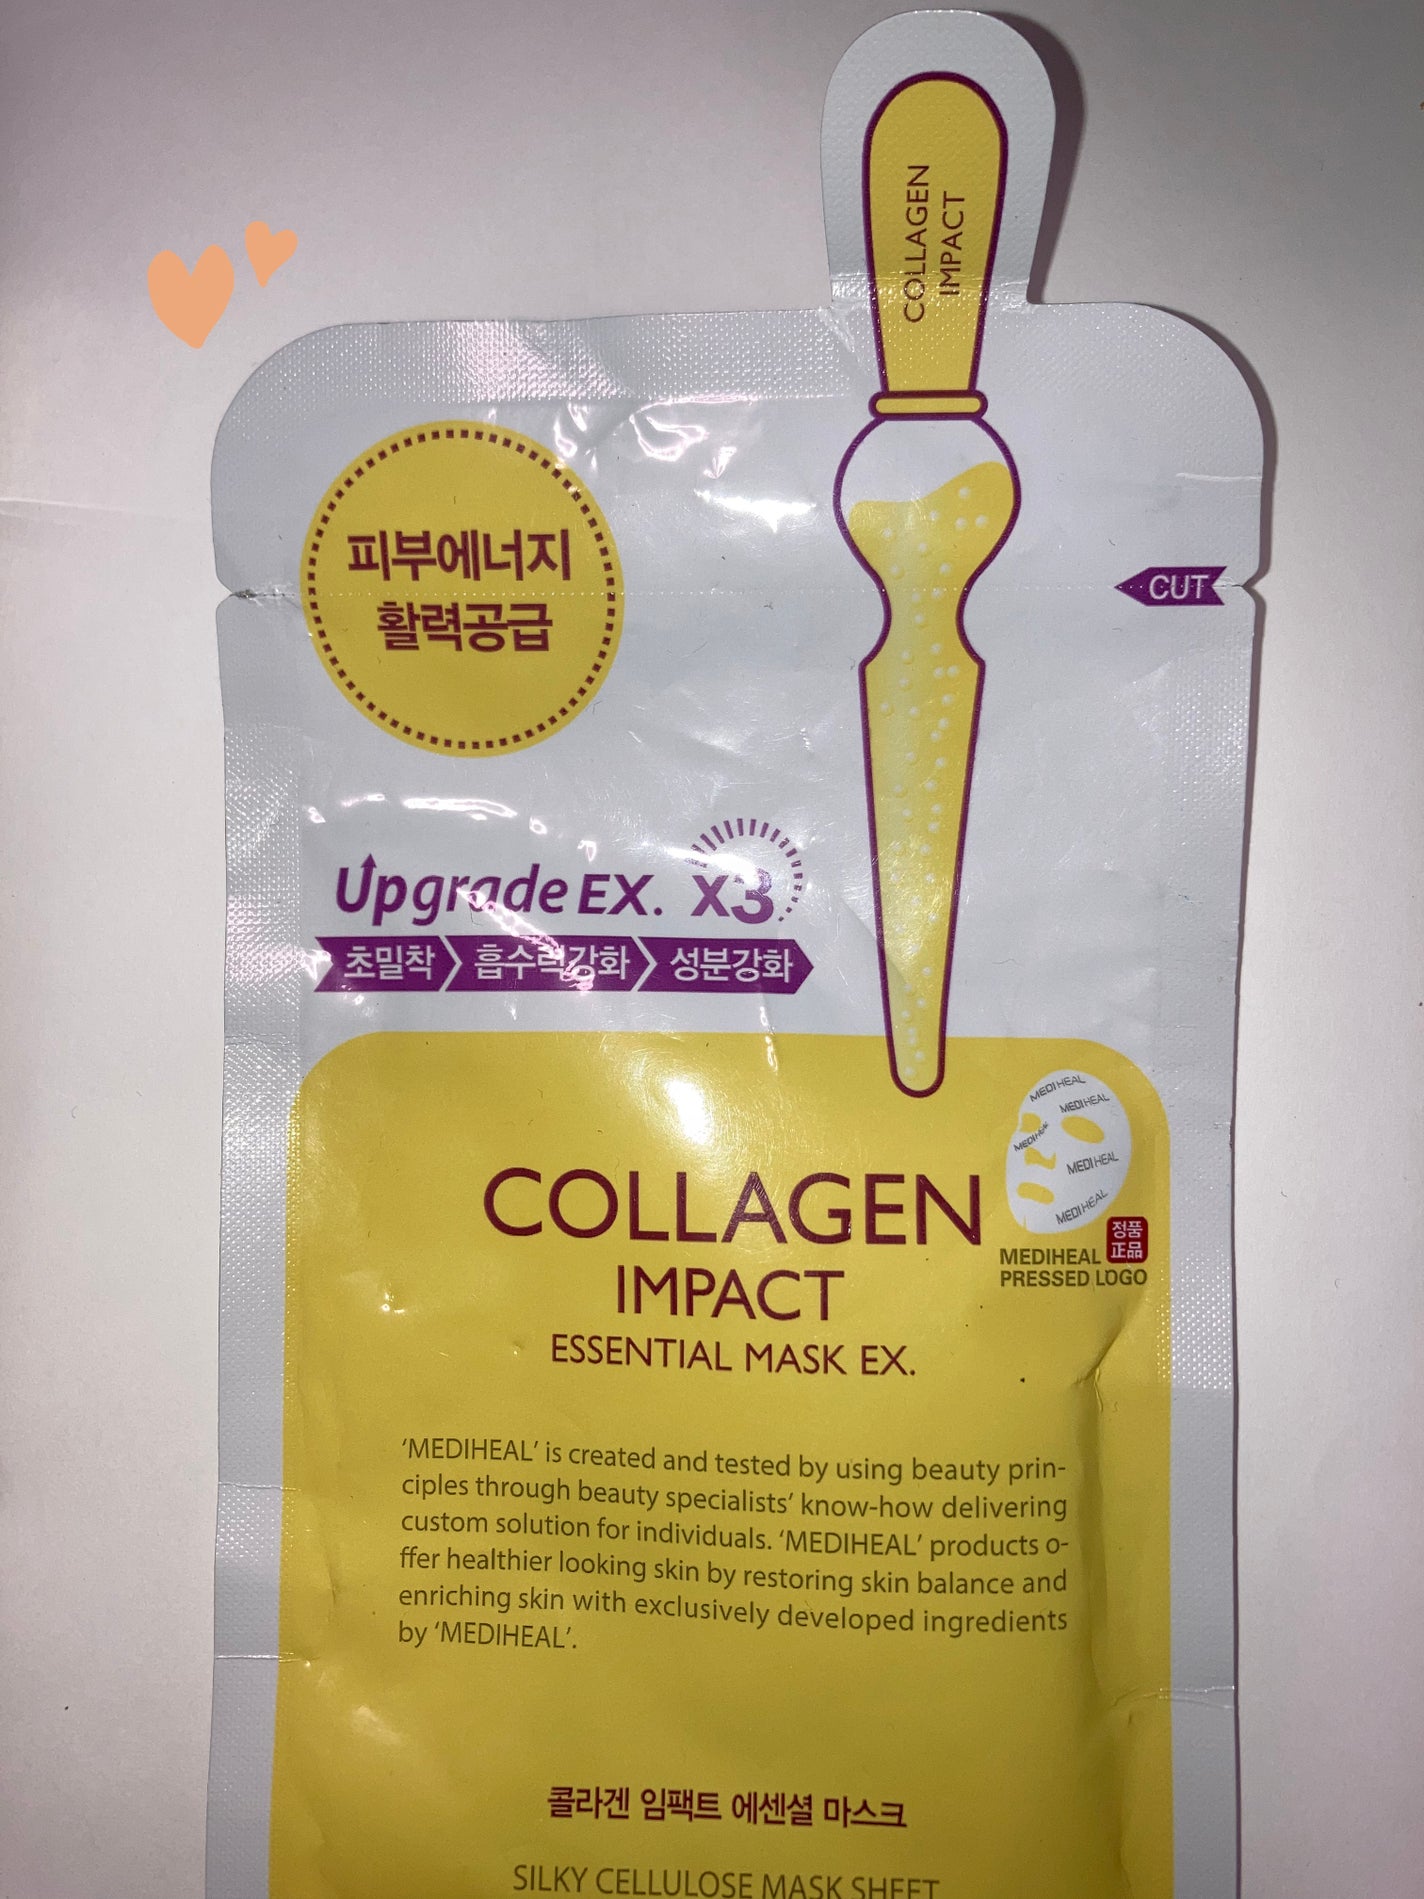 COLLAGEN
IMPACT
피부에너지
활력공급
CUT
Upgrade EX. x3
초밀착 흡수력강화 성분강화
MEDIHEAL
MEDIHEAL
MEDIHEAL
MEDIHEAL
MEDIHEAL
정품
正品
MEDIHEAL
PRESSED LOGO
COLLAGEN
IMPACT
ESSENTIAL MASK EX.
‘MEDIHEAL’ is created and tested by using beauty prin-
ciples through beauty specialists’ know-how delivering
custom solution for individuals. ‘MEDIHEAL’ products o-
ffer healthier looking skin by restoring skin balance and
enriching skin with exclusively developed ingredients
by ‘MEDIHEAL’.
콜라겐 임팩트 에센셜 마스크
SILKY CELLULOSE MASK SHEET